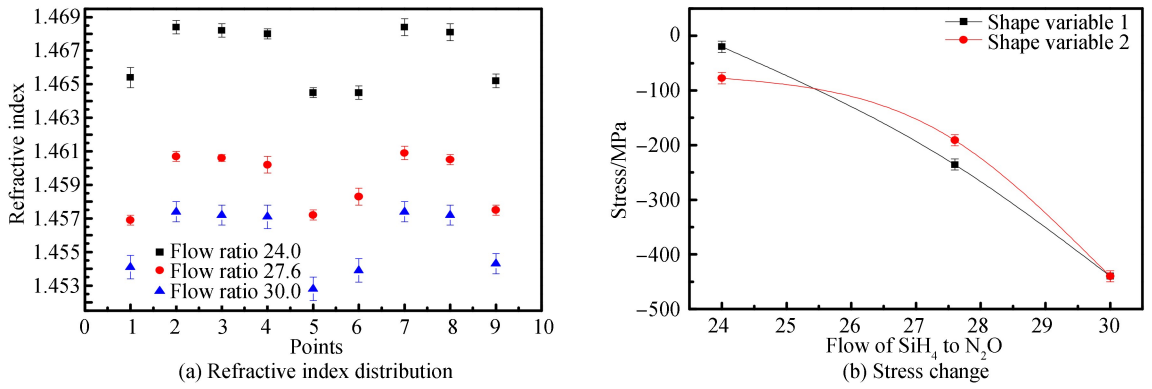 1.469
1.467
1.465
1.463
1.461
1.459
1.457
1.455
1.453
Refractive index
Flow ratio 24.0
Flow ratio 27.6
Flow ratio 30.0
0 1 2 3 4 5 6 7 8 9 10
Points
(a) Refractive index distribution
Shape variable 1
Shape variable 2
0
−100
−200
−300
−400
−500
Stress/MPa
24 25 26 27 28 29 30
Flow of SiH₄ to N₂O
(b) Stress change